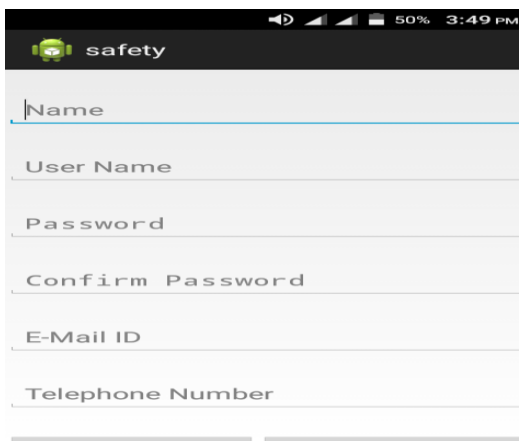 50% 3:49 PM
safety
Name
User Name
Password
Confirm Password
E-Mail ID
Telephone Number